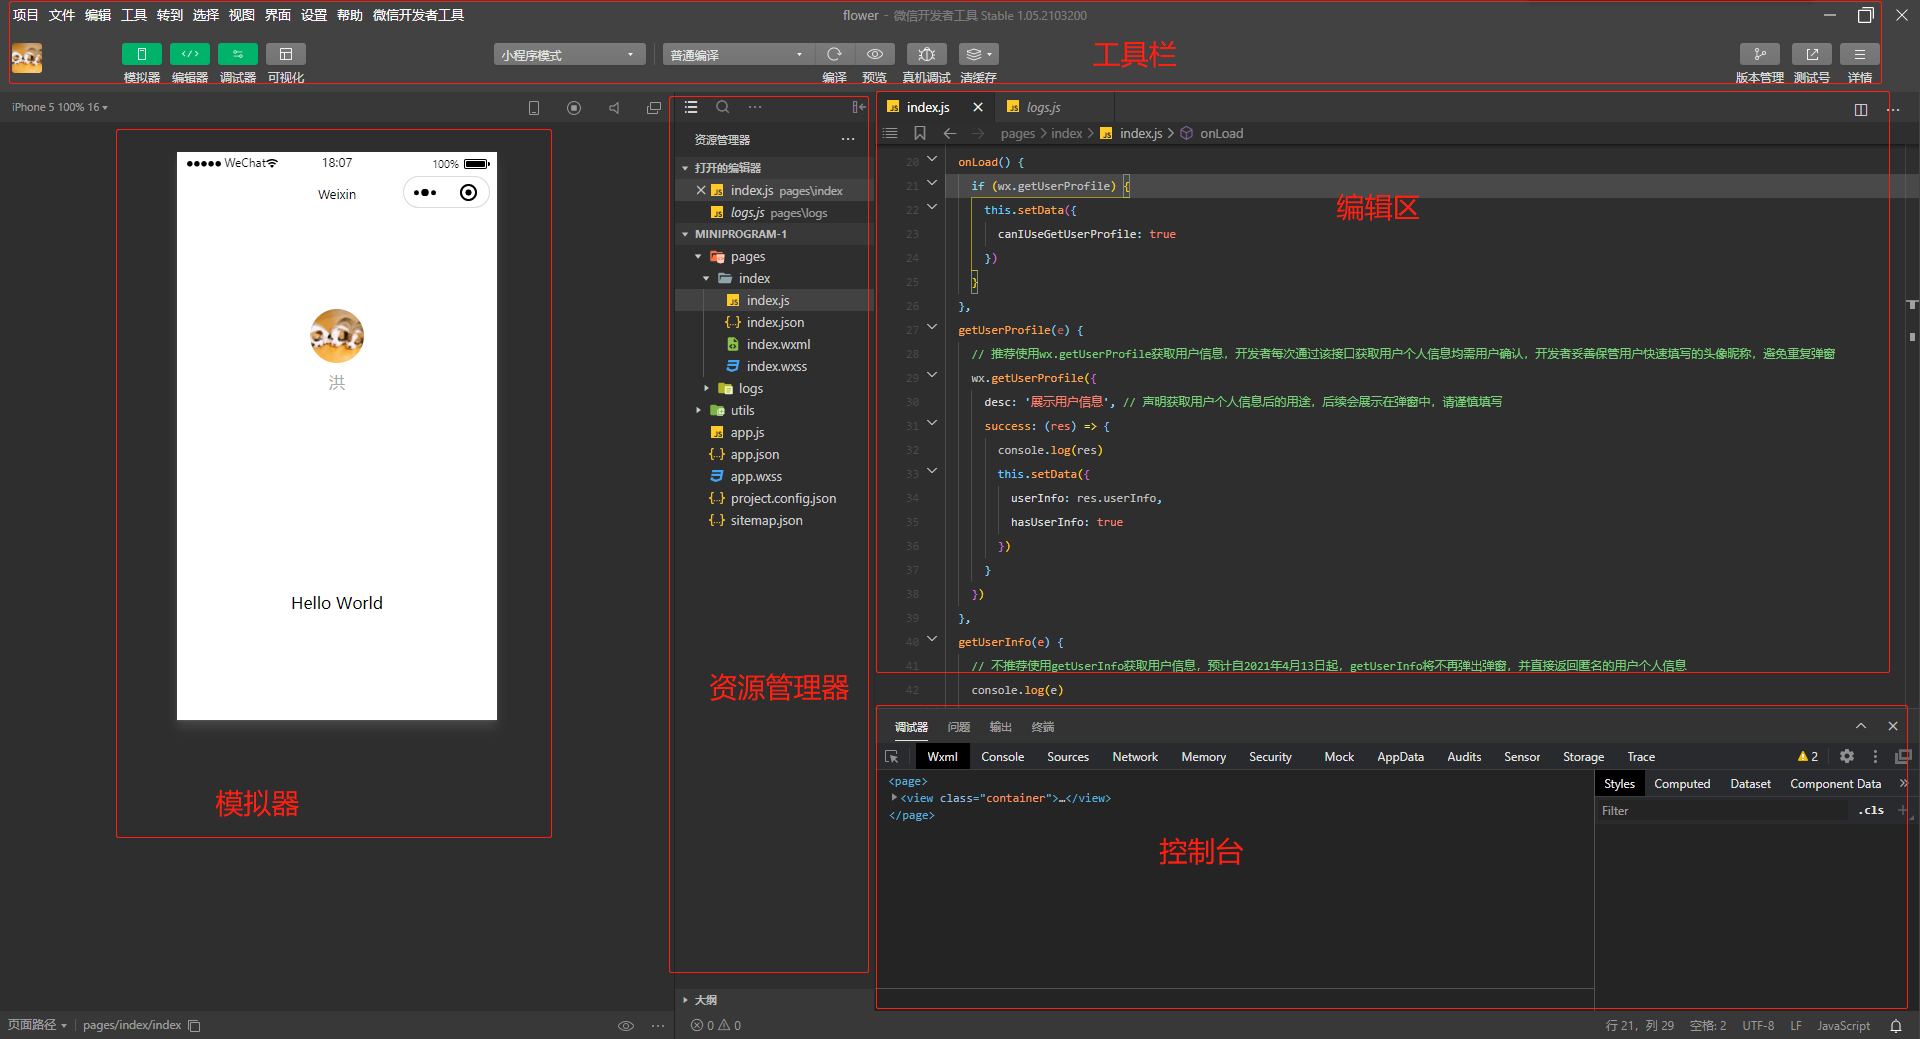 项目 文件 编辑 工具 转到 选择 视图 界面 设置 帮助 微信开发者工具
flower - 微信开发者工具 Stable 1.05.2103200
模拟器 编辑器 调试器 可视化
小程序模式
普通编译
编译 预览 真机调试 清缓存
工具栏
版本管理 测试号 详情
iPhone 5 100% 16
WeChat 18:07 100%
Weixin
洪
Hello World
模拟器
页面路径 pages/index/index
资源管理器
打开的编辑器
index.js pages\index
logs.js pages\logs
MINIPROGRAM-1
pages
index
index.js
index.json
index.wxml
index.wxss
logs
utils
app.js
app.json
app.wxss
project.config.json
sitemap.json
资源管理器
大纲
0 0
index.js logs.js
pages > index > index.js > onLoad
编辑区
20 onLoad() {
21 if (wx.getUserProfile) {
22 this.setData({
23 canIUseGetUserProfile: true
24 })
25 }
26 },
27 getUserProfile(e) {
28 // 推荐使用wx.getUserProfile获取用户信息，开发者每次通过该接口获取用户个人信息均需用户确认，开发者妥善保管用户快速填写的头像昵称，避免重复弹窗
29 wx.getUserProfile({
30 desc: '展示用户信息', // 声明获取用户个人信息后的用途，后续会展示在弹窗中，请谨慎填写
31 success: (res) => {
32 console.log(res)
33 this.setData({
34 userInfo: res.userInfo,
35 hasUserInfo: true
36 })
37 }
38 })
39 },
40 getUserInfo(e) {
41 // 不推荐使用getUserInfo获取用户信息，预计自2021年4月13日起，getUserInfo将不再弹出弹窗，并直接返回匿名的用户个人信息
42 console.log(e)
调试器 问题 输出 终端
Wxml Console Sources Network Memory Security Mock AppData Audits Sensor Storage Trace 2
<page>
<view class="container">…</view>
</page>
控制台
Styles Computed Dataset Component Data »
Filter .cls +
行 21，列 29 空格: 2 UTF-8 LF JavaScript